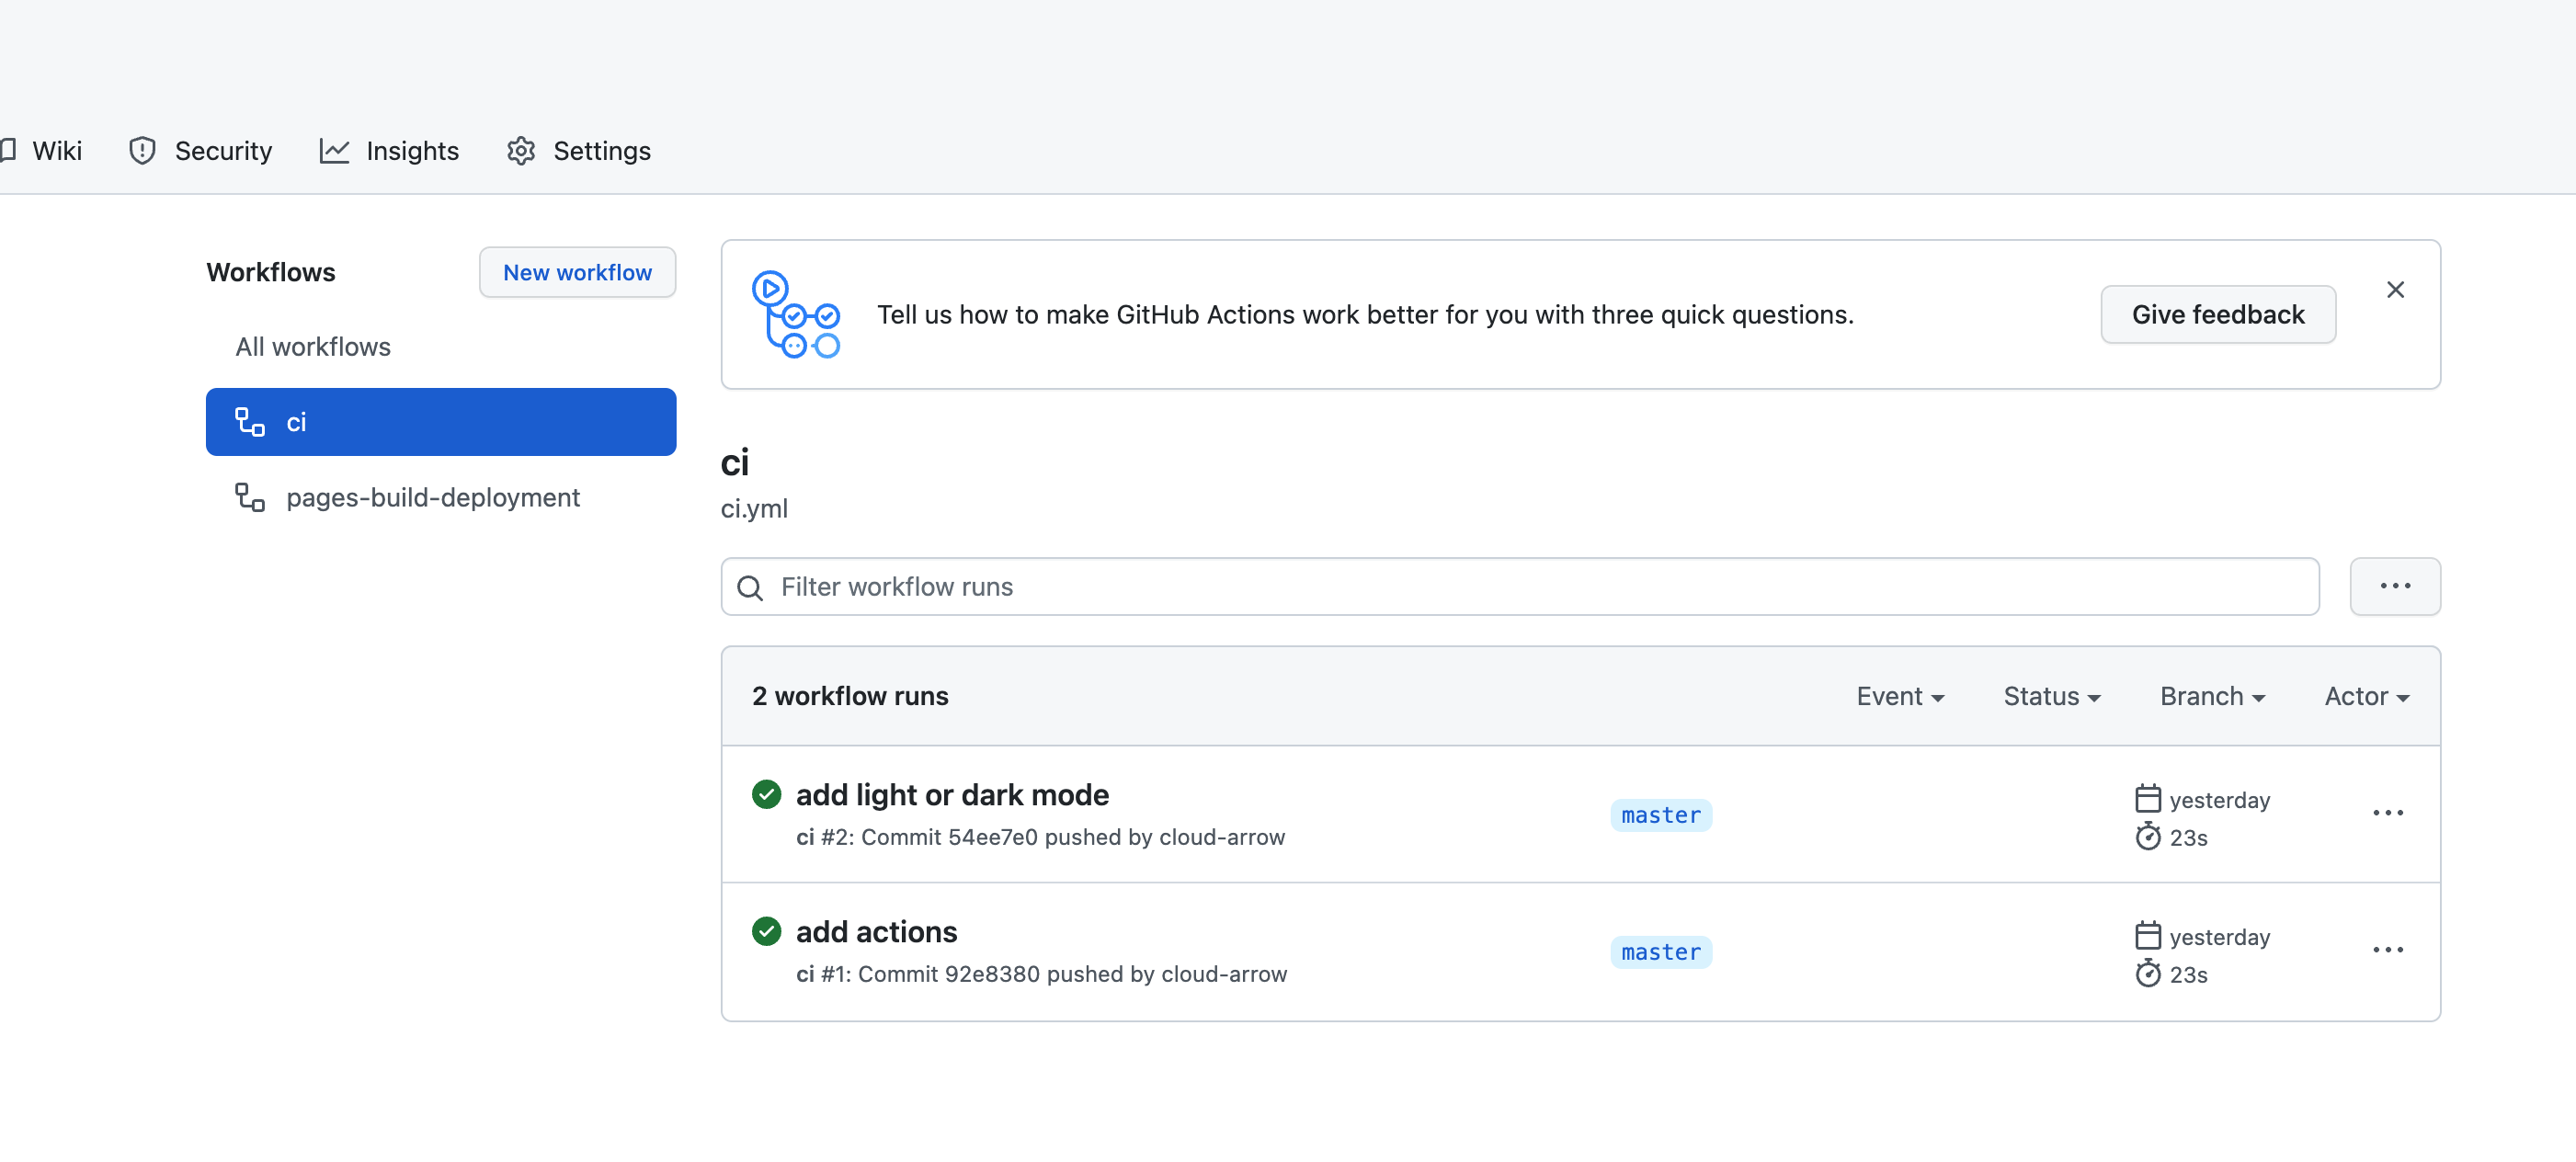 Wiki Security Insights Settings
Workflows
New workflow
All workflows
ci
pages-build-deployment
Tell us how to make GitHub Actions work better for you with three quick questions.
Give feedback
ci
ci.yml
Filter workflow runs
2 workflow runs
Event Status Branch Actor
add light or dark mode
ci #2: Commit 54ee7e0 pushed by cloud-arrow
master
yesterday
23s
add actions
ci #1: Commit 92e8380 pushed by cloud-arrow
master
yesterday
23s